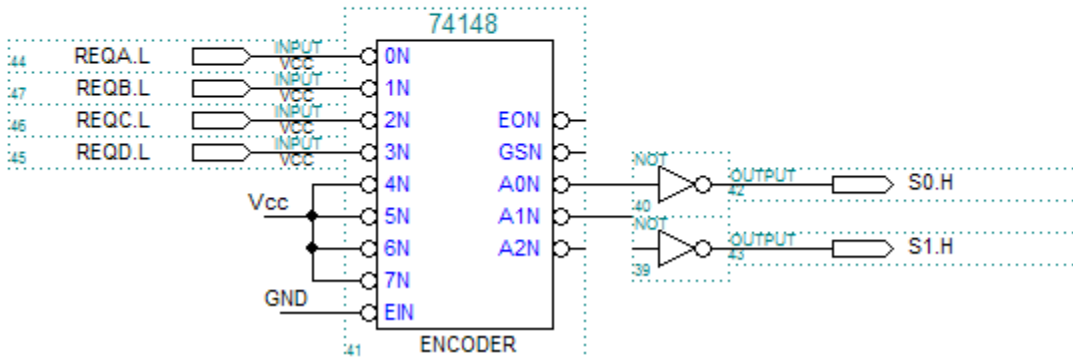 74148
44 REQA.L INPUT VCC 0N
47 REQB.L INPUT VCC 1N
46 REQC.L INPUT VCC 2N EON
45 REQD.L INPUT VCC 3N GSN
NOT
4N A0N OUTPUT 42 S0.H
Vcc 40
5N A1N
NOT
6N A2N OUTPUT 43 S1.H
39
7N
GND EIN
41 ENCODER